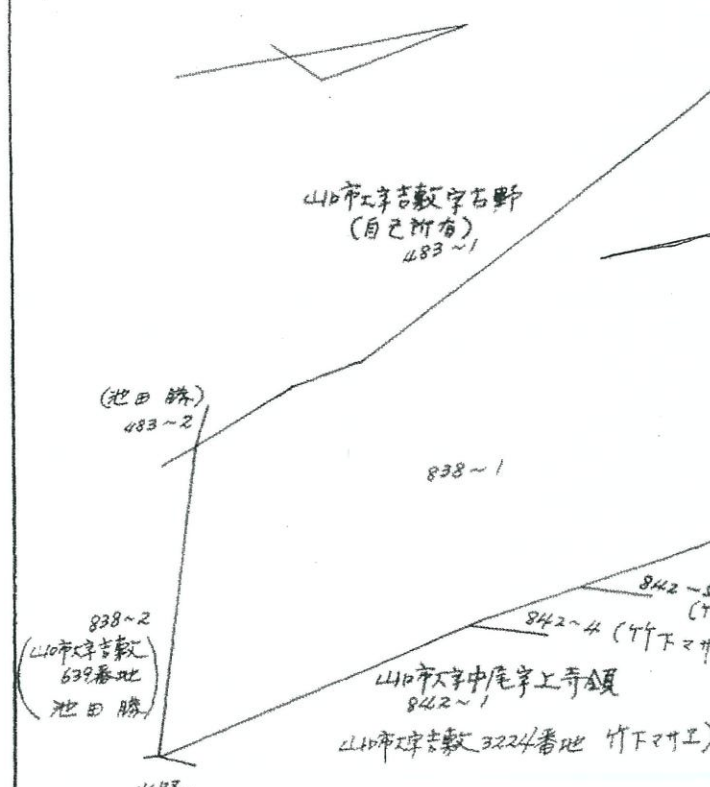 山口市大字吉敷字古野
(自己所有)
483~1
(池田 勝)
483~2
838~1
838~2
(山口市大字吉敷
639番地
池田 勝)
842~
842~4 (竹下マサ
山口市大字中尾字上寺領
842~1
山口市大字吉敷3224番地 竹下マサヱ)